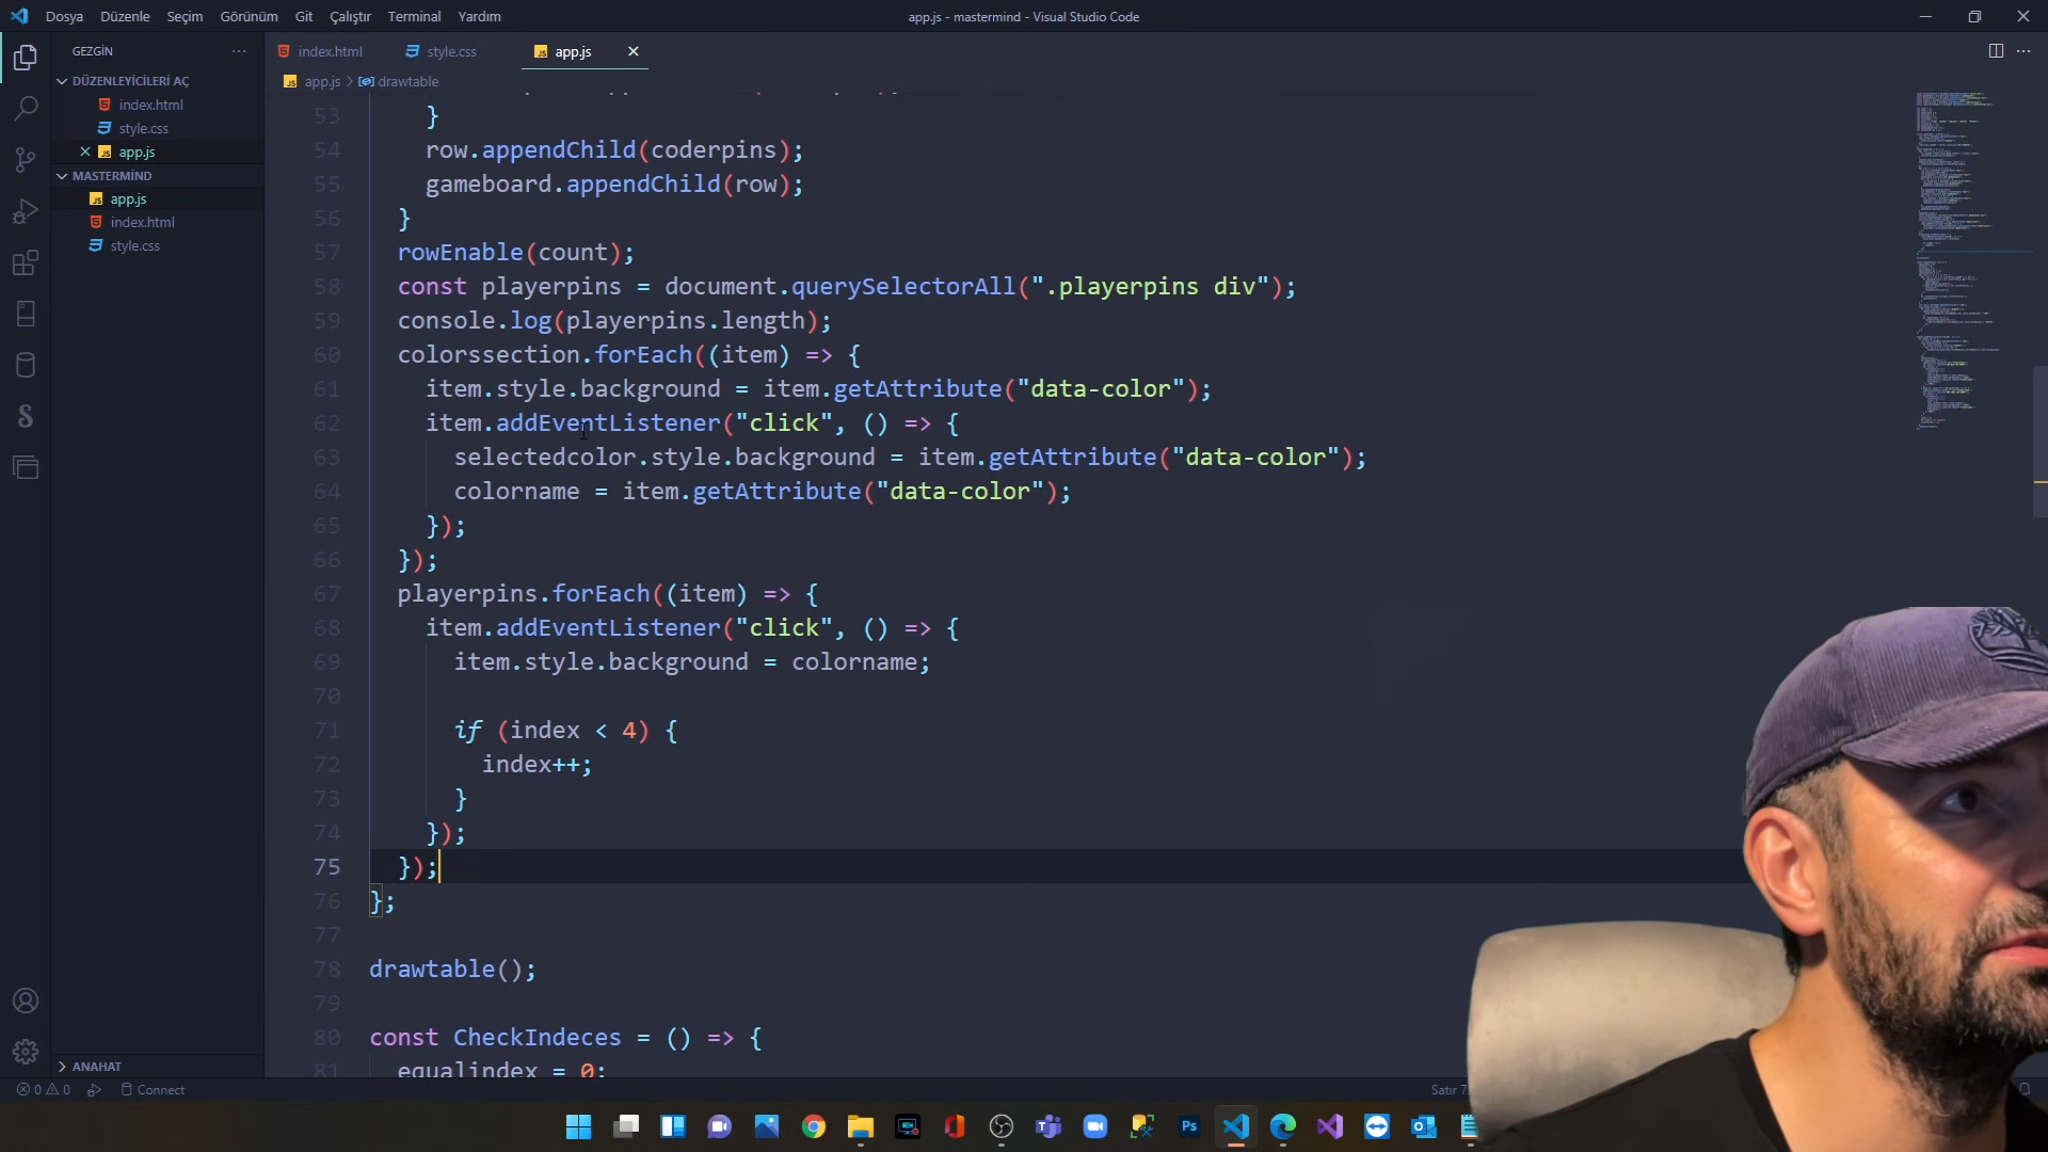 Dosya Düzenle Seçim Görünüm Git Çalıştır Terminal Yardım
app.js - mastermind - Visual Studio Code
GEZGİN
index.html
style.css
app.js
app.js > drawtable
DÜZENLEYİCİLERİ AÇ
index.html
style.css
app.js
MASTERMİND
app.js
index.html
style.css
53 }
54 row.appendChild(coderpins);
55 gameboard.appendChild(row);
56 }
57 rowEnable(count);
58 const playerpins = document.querySelectorAll(".playerpins div");
59 console.log(playerpins.length);
60 colorssection.forEach((item) => {
61 item.style.background = item.getAttribute("data-color");
62 item.addEventListener("click", () => {
63 selectedcolor.style.background = item.getAttribute("data-color");
64 colorname = item.getAttribute("data-color");
65 });
66 });
67 playerpins.forEach((item) => {
68 item.addEventListener("click", () => {
69 item.style.background = colorname;
70
71 if (index < 4) {
72 index++;
73 }
74 });
75 });
76 };
77
78 drawtable();
79
80 const CheckIndeces = () => {
81 equalindex = 0;
ANAHAT
0 0 Connect
Satır 7
Ps